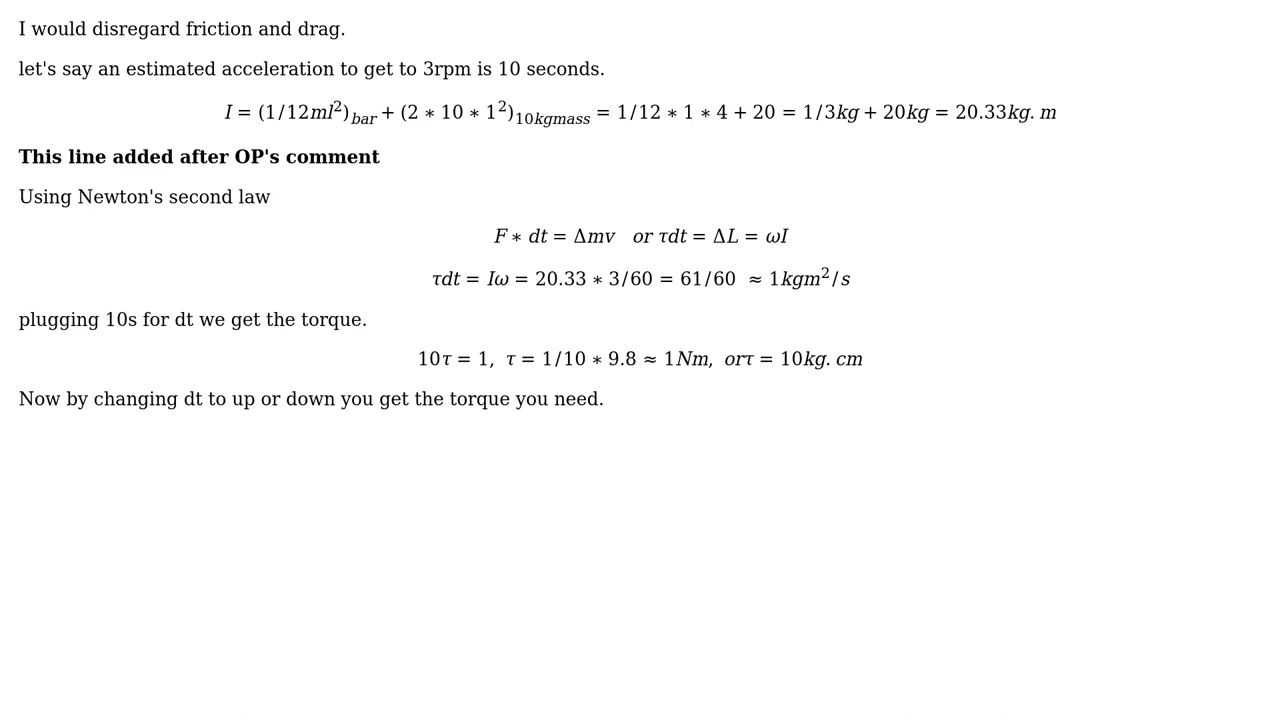 I would disregard friction and drag.
let's say an estimated acceleration to get to 3rpm is 10 seconds.
I = (1/12ml²)_bar + (2 ∗ 10 ∗ 1²)_10kgmass = 1/12 ∗ 1 ∗ 4 + 20 = 1/3kg + 20kg = 20.33kg. m
This line added after OP's comment
Using Newton's second law
F ∗ dt = Δmv or τdt = ΔL = ωI
τdt = Iω = 20.33 ∗ 3/60 = 61/60 ≈ 1kgm²/s
plugging 10s for dt we get the torque.
10τ = 1, τ = 1/10 ∗ 9.8 ≈ 1Nm, orτ = 10kg. cm
Now by changing dt to up or down you get the torque you need.